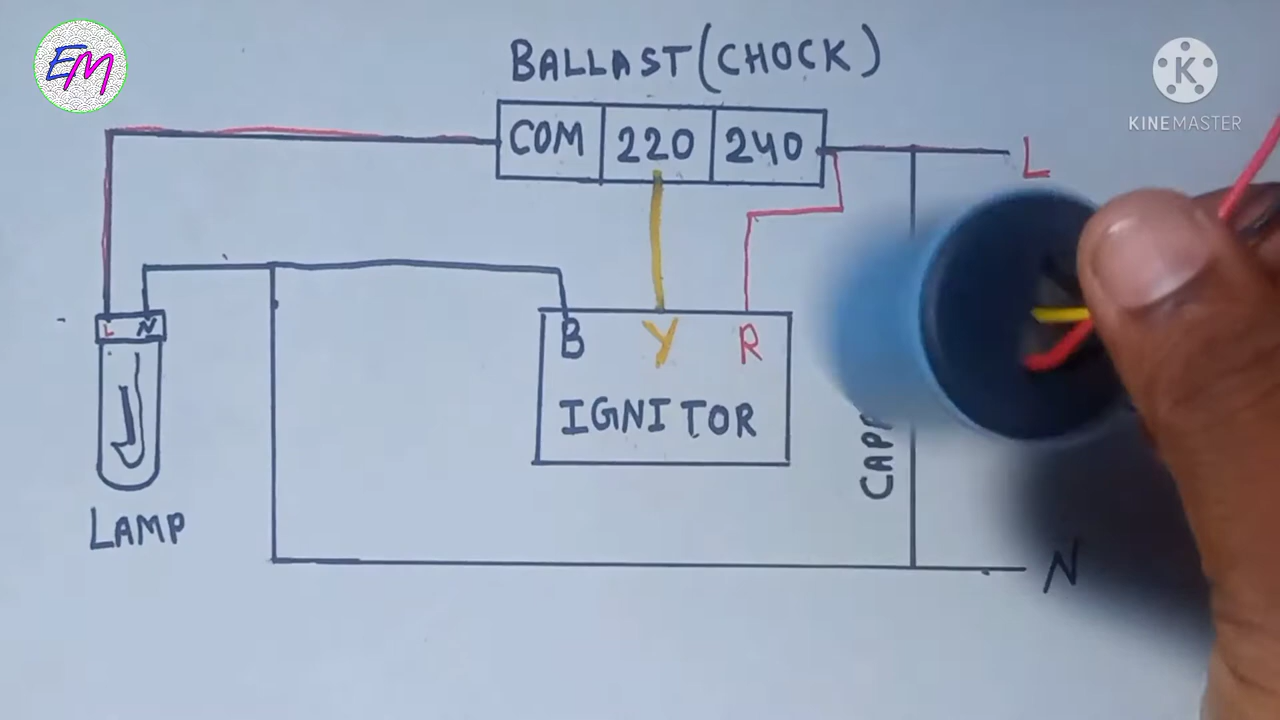 EM
BALLAST (CHOCK)
KINEMASTER
COM 220 240
L
B Y R
L N
IGNITOR
LAMP
N